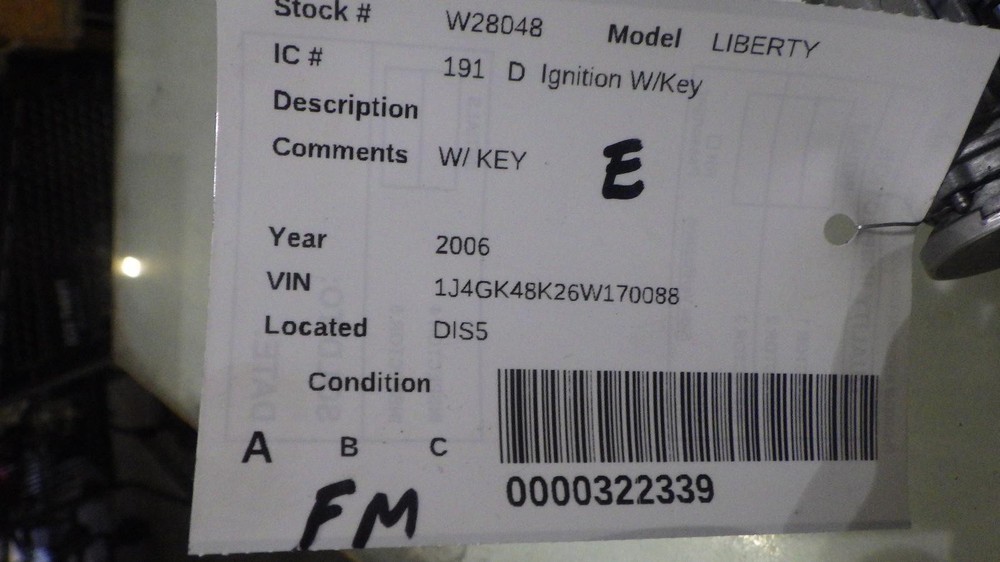 Stock # W28048 Model LIBERTY
IC # 191 D Ignition W/Key
Description
Comments W/ KEY E
Year 2006
VIN 1J4GK48K26W170088
Located DIS5
Condition
A B C
0000322339
FM